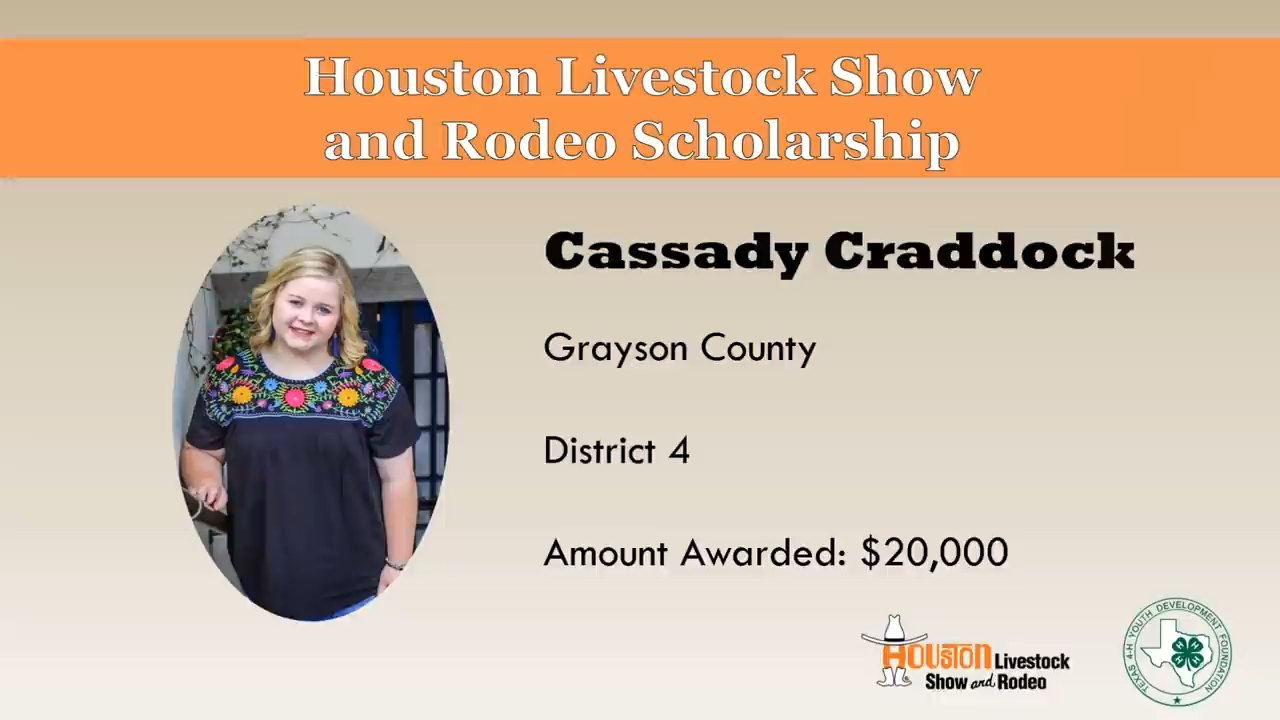 Houston Livestock Show
and Rodeo Scholarship
Cassady Craddock
Grayson County
District 4
Amount Awarded: $20,000
HOUSTON Livestock
Show and Rodeo
TEXAS 4-H YOUTH DEVELOPMENT FOUNDATION